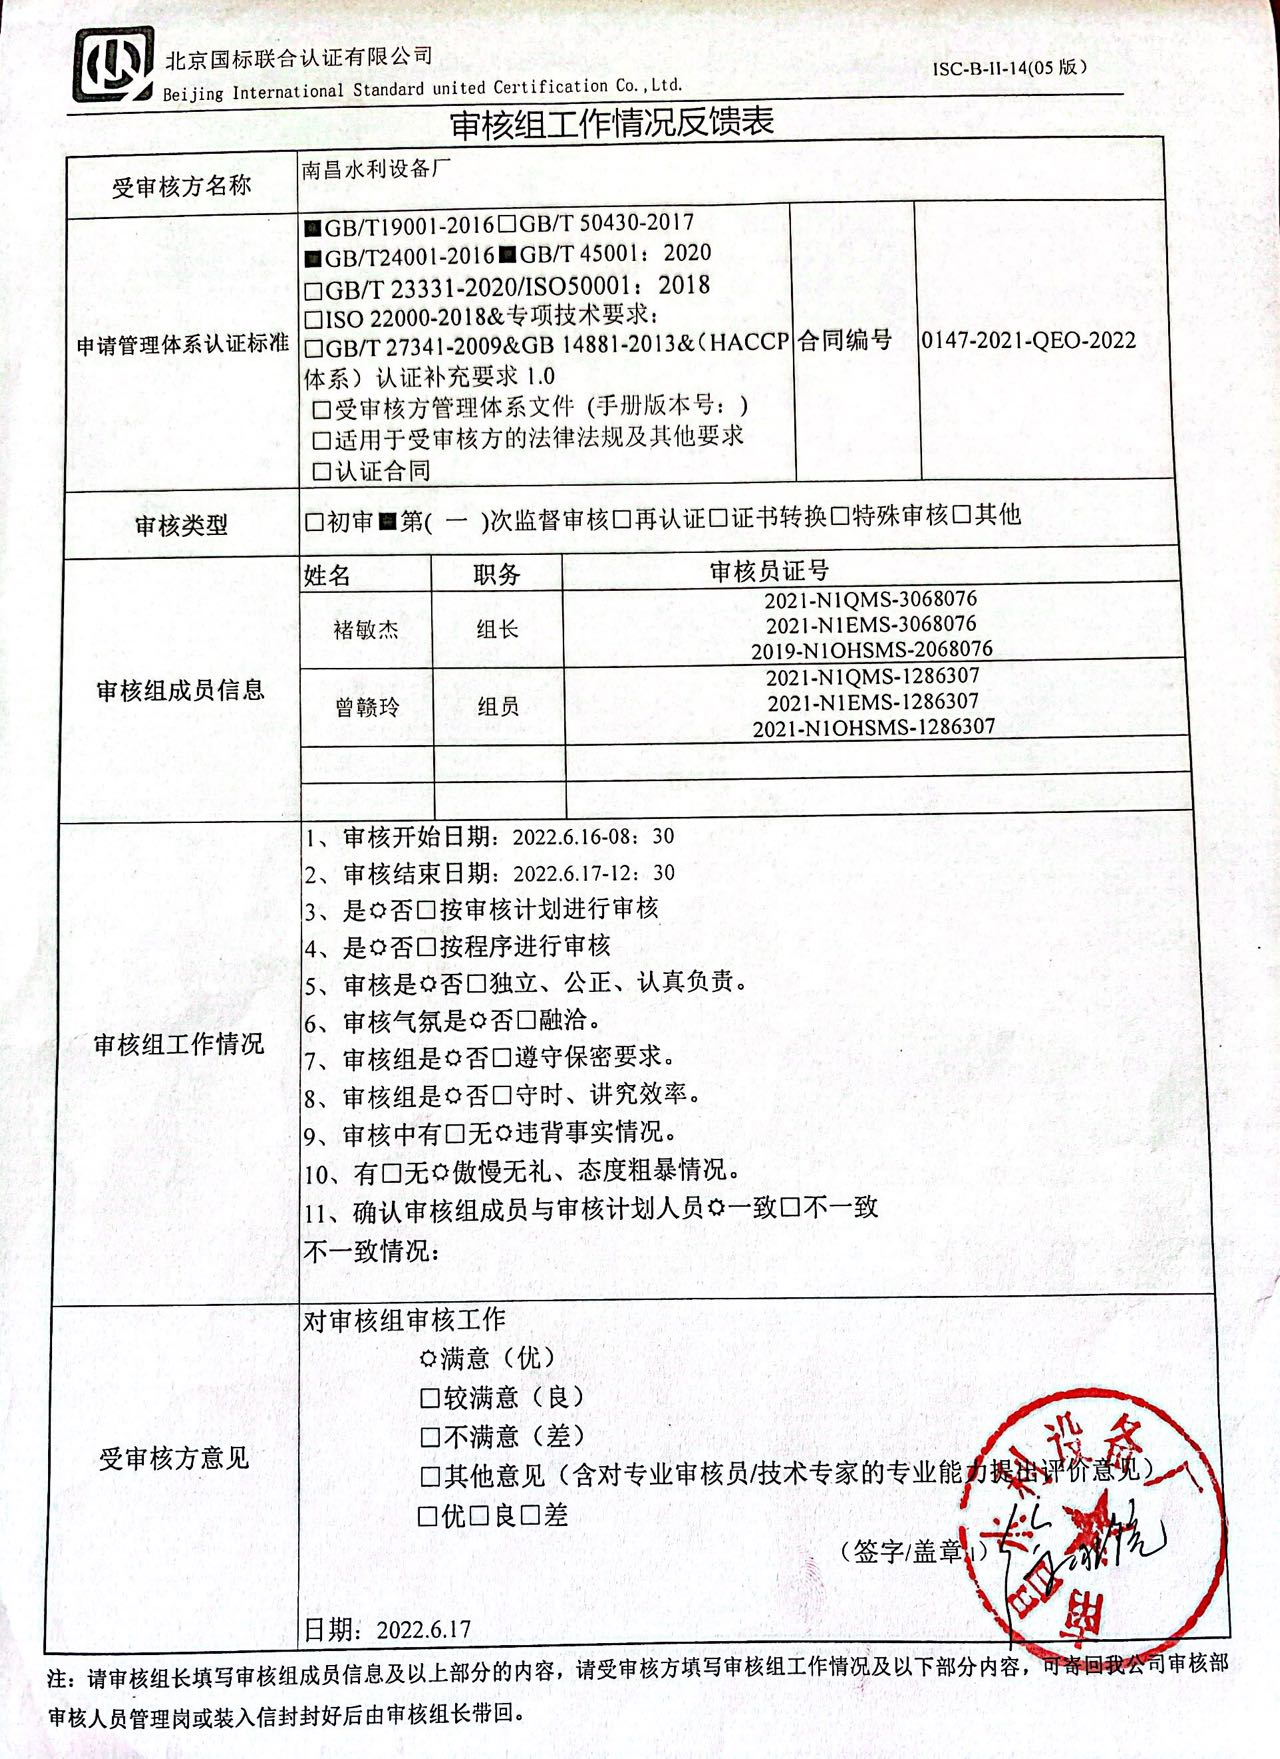 北京国标联合认证有限公司
Beijing International Standard united Certification Co.,Ltd.
ISC-B-II-14(05 版)
审核组工作情况反馈表
受审核方名称
南昌水利设备厂
申请管理体系认证标准
■GB/T19001-2016□GB/T 50430-2017
■GB/T24001-2016■GB/T 45001：2020
□GB/T 23331-2020/ISO50001：2018
□ISO 22000-2018&专项技术要求：
□GB/T 27341-2009&GB 14881-2013&（HACCP
体系）认证补充要求 1.0
□受审核方管理体系文件（手册版本号：）
□适用于受审核方的法律法规及其他要求
□认证合同
合同编号
0147-2021-QEO-2022
审核类型
□初审■第( 一 )次监督审核□再认证□证书转换□特殊审核□其他
审核组成员信息
姓名 职务 审核员证号
褚敏杰 组长
2021-N1QMS-3068076
2021-N1EMS-3068076
2019-N1OHSMS-2068076
曾赣玲 组员
2021-N1QMS-1286307
2021-N1EMS-1286307
2021-N1OHSMS-1286307
审核组工作情况
1、审核开始日期：2022.6.16-08：30
2、审核结束日期：2022.6.17-12：30
3、是✩否□按审核计划进行审核
4、是✩否□按程序进行审核
5、审核是✩否□独立、公正、认真负责。
6、审核气氛是✩否□融洽。
7、审核组是✩否□遵守保密要求。
8、审核组是✩否□守时、讲究效率。
9、审核中有□无✩违背事实情况。
10、有□无✩傲慢无礼、态度粗暴情况。
11、确认审核组成员与审核计划人员✩一致□不一致
不一致情况：
受审核方意见
对审核组审核工作
✩满意（优）
□较满意（良）
□不满意（差）
□其他意见（含对专业审核员/技术专家的专业能力提出评价意见）
□优□良□差
（签字/盖章）
南昌水利设备厂
日期：2022.6.17
注：请审核组长填写审核组成员信息及以上部分的内容，请受审核方填写审核组工作情况及以下部分内容，可寄回我公司审核部
审核人员管理岗或装入信封封好后由审核组长带回。